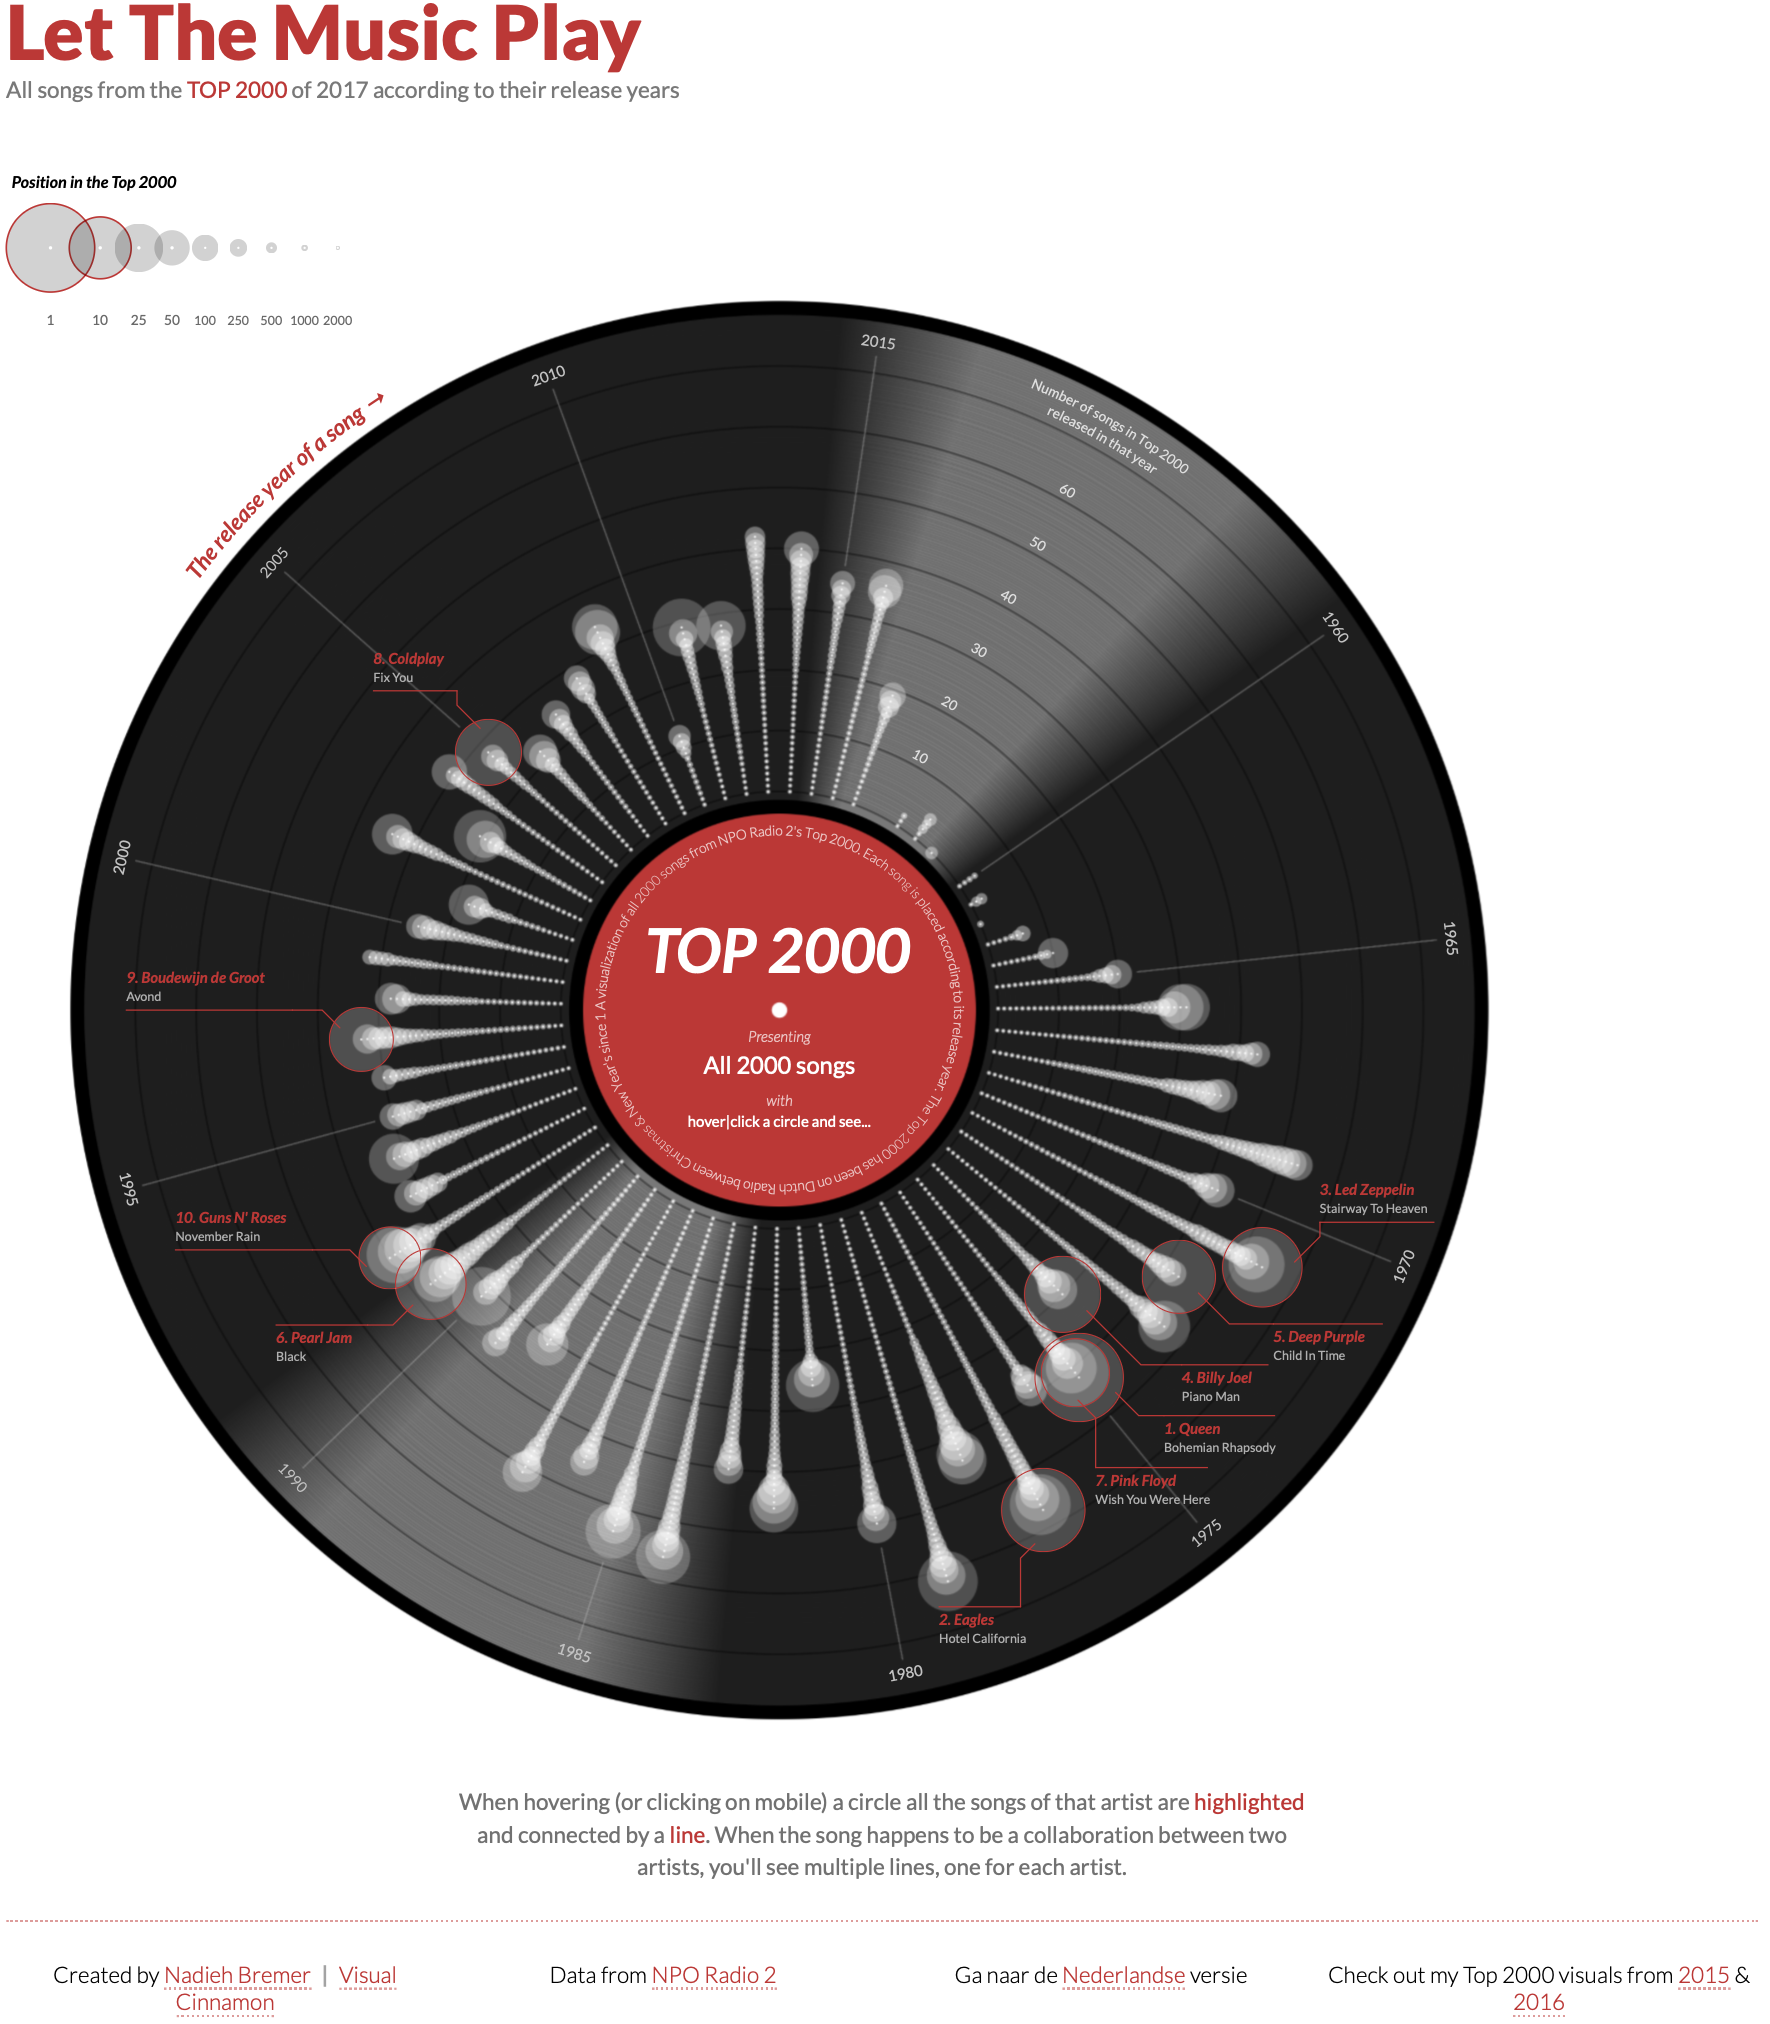 Let The Music Play
All songs from the TOP 2000 of 2017 according to their release years
Position in the Top 2000
1 10 25 50 100 250 500 1000 2000
The release year of a song →
2015
2010
Number of songs in Top 2000
released in that year
60
50
40
30
20
10
2005
1960
8. Coldplay
Fix You
2000
1965
9. Boudewijn de Groot
Avond
A visualization of all 2000 songs from NPO Radio 2's Top 2000. Each song is placed according to its release year. The Top 2000 has been on Dutch Radio between Christmas & New Year's since 1
TOP 2000
Presenting
All 2000 songs
with
hover|click a circle and see...
1995
10. Guns N' Roses
November Rain
3. Led Zeppelin
Stairway To Heaven
1970
6. Pearl Jam
Black
5. Deep Purple
Child In Time
4. Billy Joel
Piano Man
1. Queen
Bohemian Rhapsody
7. Pink Floyd
Wish You Were Here
1990
1975
2. Eagles
Hotel California
1985
1980
When hovering (or clicking on mobile) a circle all the songs of that artist are highlighted
and connected by a line. When the song happens to be a collaboration between two
artists, you'll see multiple lines, one for each artist.
Created by Nadieh Bremer | Visual
Cinnamon
Data from NPO Radio 2
Ga naar de Nederlandse versie
Check out my Top 2000 visuals from 2015 &
2016